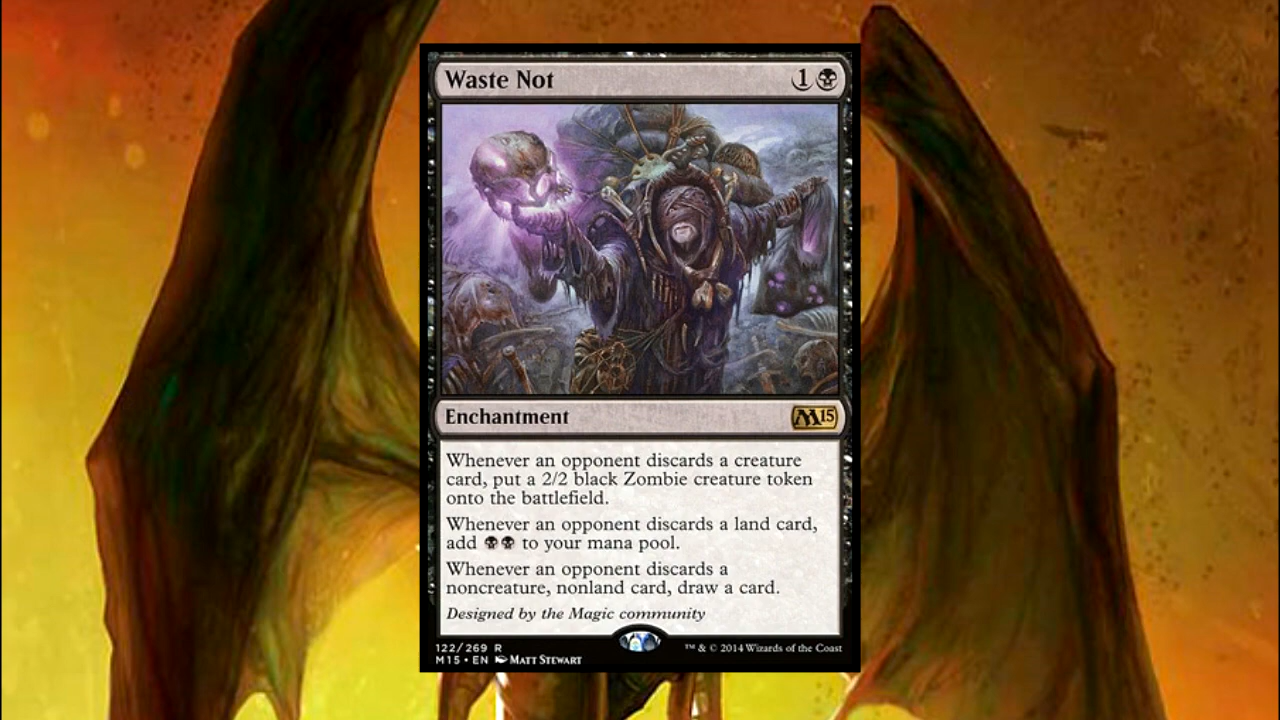 Waste Not 1
Enchantment M15
Whenever an opponent discards a creature
card, put a 2/2 black Zombie creature token
onto the battlefield.
Whenever an opponent discards a land card,
add to your mana pool.
Whenever an opponent discards a
noncreature, nonland card, draw a card.
Designed by the Magic community
122/269 R
™ & © 2014 Wizards of the Coast
M15 • EN Matt Stewart